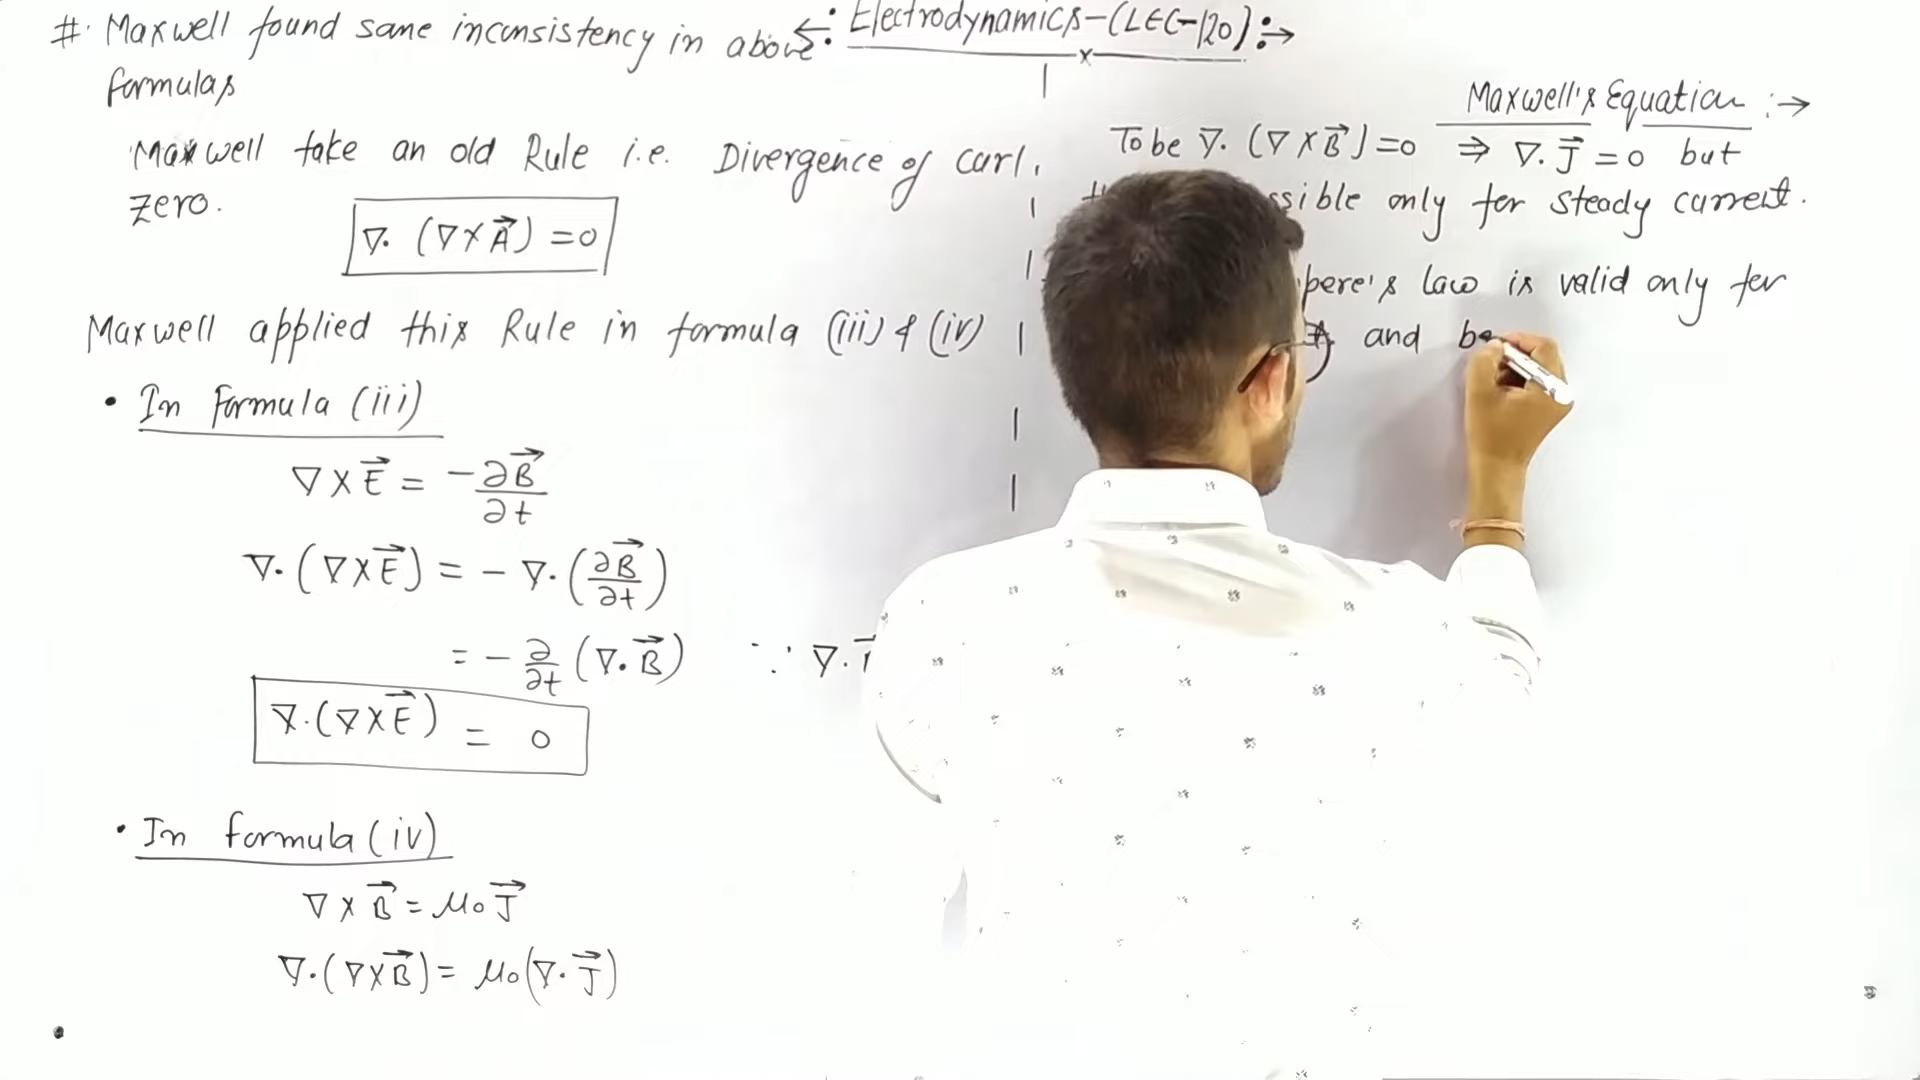 Electrodynamics-(LEC-120):→
# Maxwell found some inconsistency in above
formulas
Maxwell take an old Rule i.e. Divergence of curl.
zero.
∇. (∇×A⃗) = 0
Maxwell applied this Rule in formula (iii) & (iv)
• In formula (iii)
∇×E⃗ = -∂B⃗/∂t
∇.(∇×E⃗) = - ∇.(∂B⃗/∂t)
= - ∂/∂t (∇.B⃗) ∵ ∇.
∇.(∇×E⃗) = 0
• In formula (iv)
∇×B⃗ = μ₀J⃗
∇.(∇×B⃗) = μ₀(∇.J⃗)
Maxwell's Equation :→
To be ∇. (∇×B⃗) = 0 ⇒ ∇.J⃗ = 0 but
only for steady current.
law is valid only for
and